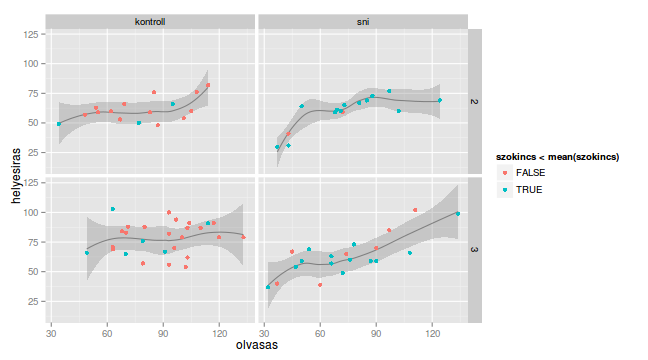 kontroll sni
125
100
75
50
25
2
125
100
75
50
25
3
helyesiras
30 60 90 120 30 60 90 120
olvasas
szokincs < mean(szokincs)
FALSE
TRUE